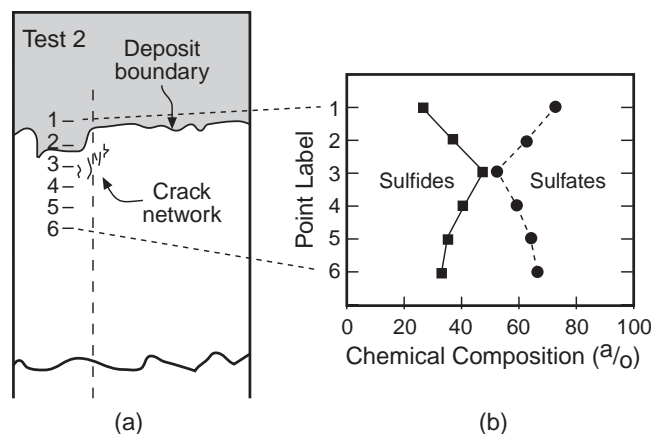 Test 2
Deposit
boundary
1
2
3
4
5
6
Crack
network
(a)
Point Label
1
2
3
4
5
6
Sulfides
Sulfates
0 20 40 60 80 100
Chemical Composition (a/o)
(b)